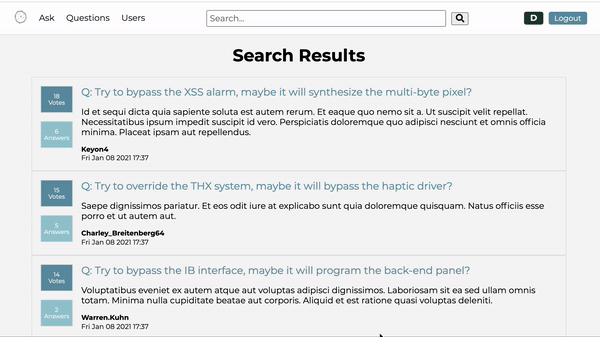 Ask Questions Users Search... D Logout
Search Results
18
Votes
6
Answers
Q: Try to bypass the XSS alarm, maybe it will synthesize the multi-byte pixel?
Id et sequi dicta quia sapiente soluta est autem rerum. Et eaque quo nemo sit a. Ut suscipit velit repellat.
Necessitatibus ipsum impedit suscipit id vero. Perspiciatis doloremque quo adipisci nesciunt et omnis officia
minima. Placeat ipsam aut repellendus.
Keyon4
Fri Jan 08 2021 17:37
15
Votes
5
Answers
Q: Try to override the THX system, maybe it will bypass the haptic driver?
Saepe dignissimos pariatur. Et eos odit iure at explicabo sunt quia doloremque quisquam. Natus officiis esse
porro et ut autem aut.
Charley_Breitenberg64
Fri Jan 08 2021 17:37
14
Votes
2
Answers
Q: Try to bypass the IB interface, maybe it will program the back-end panel?
Voluptatibus eveniet ex autem atque aut voluptas adipisci dignissimos. Laboriosam sit ea sed ullam omnis
totam. Minima nulla cupiditate beatae aut corporis. Aliquid et est ratione quasi voluptas deleniti.
Warren.Kuhn
Fri Jan 08 2021 17:37